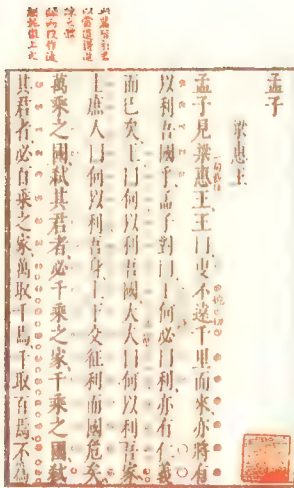 孟子
梁惠王
孟子見梁惠王王曰叟不遠千里而來亦將有
以利吾國乎孟子對曰王何必曰利亦有仁義
而已矣王曰何以利吾國大夫曰何以利吾家
士庶人曰何以利吾身上下交征利而國危矣
萬乘之國弒其君者必千乘之家千乘之國弒
其君者必百乘之家萬取千焉千取百焉不爲